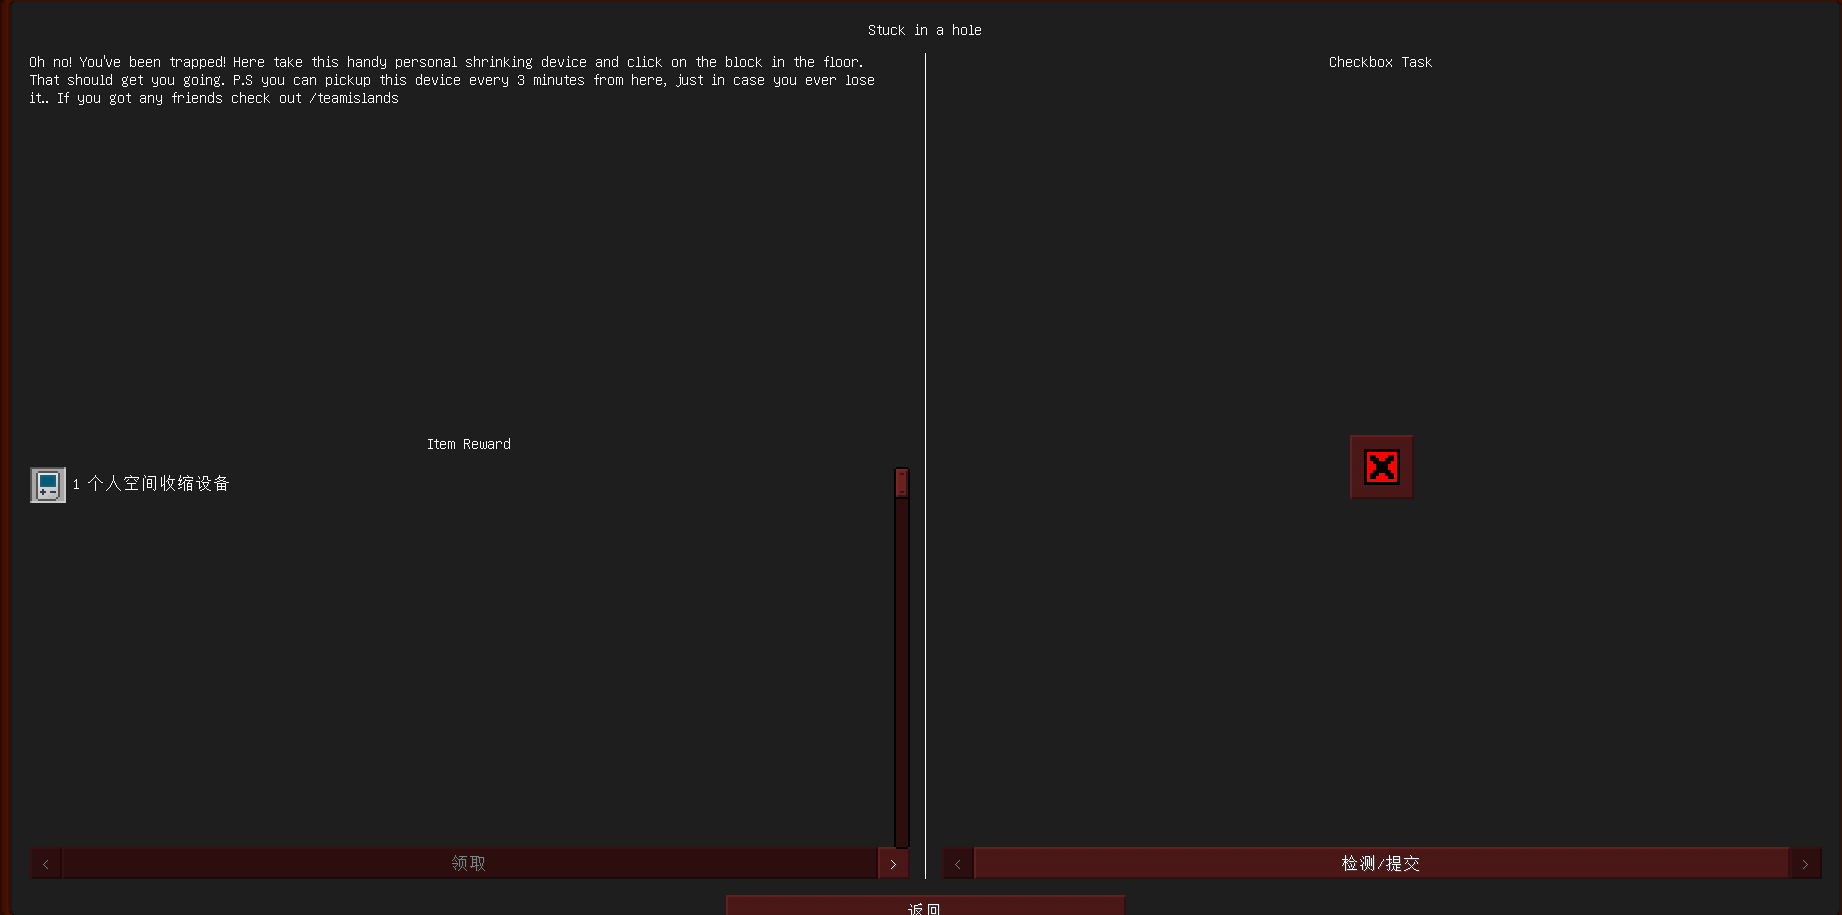 Stuck in a hole
Oh no! You've been trapped! Here take this handy personal shrinking device and click on the block in the floor.
That should get you going. P.S you can pickup this device every 3 minutes from here, just in case you ever lose
it.. If you got any friends check out /teamislands
Checkbox Task
Item Reward
1 个人空间收缩设备
< 领取 >
< 检测/提交 >
返回